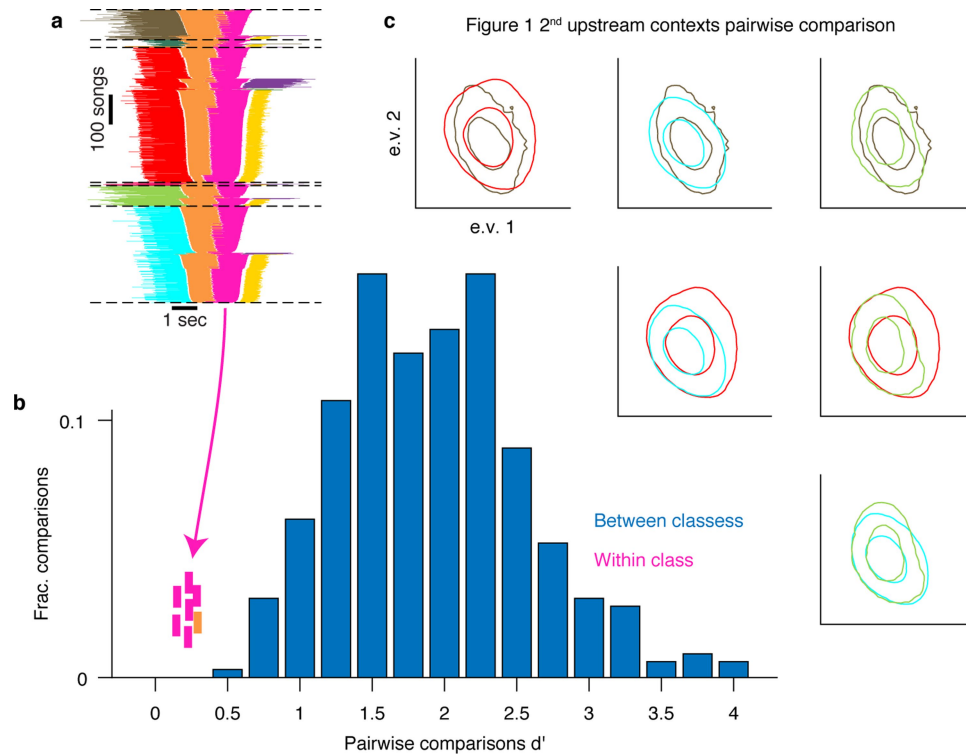 a
100 songs
1 sec
c
Figure 1 2nd upstream contexts pairwise comparison
e.v. 2
e.v. 1
b
0.1
0
Frac. comparisons
Between classess
Within class
0 0.5 1 1.5 2 2.5 3 3.5 4
Pairwise comparisons d'